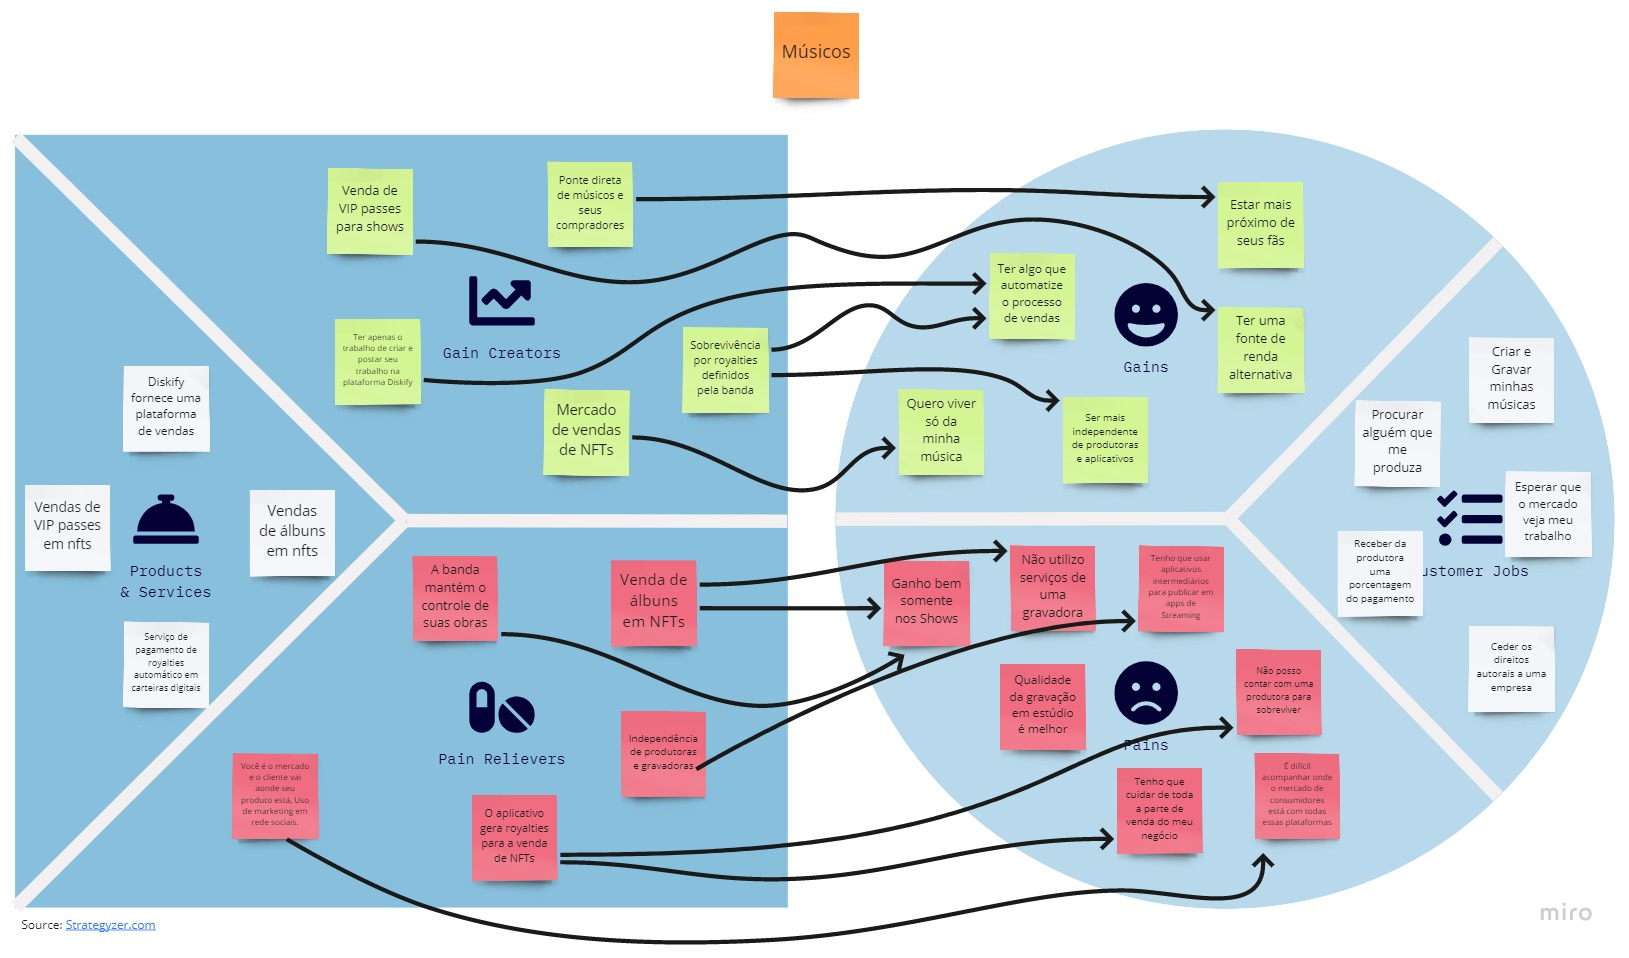 Músicos
Venda de
VIP passes
para shows
Ponte direta
de músicos e
seus
compradores
Gain Creators
Ter apenas o
trabalho de criar e
postar seu
trabalho na
plataforma Diskify
Sobrevivência
por royalties
definidos
pela banda
Mercado
de vendas
de NFTs
Diskify
fornece uma
plataforma
de vendas
Vendas de
VIP passes
em nfts
Vendas
de álbuns
em nfts
Products
& Services
Serviço de
pagamento de
royalties
automático em
carteiras digitais
A banda
mantém o
controle de
suas obras
Venda de
álbuns
em NFTs
Pain Relievers
Independência
de produtoras
e gravadoras
Você é o mercado
e o cliente vai
aonde seu
produto está, Uso
de marketing em
rede sociais.
O aplicativo
gera royalties
para a venda
de NFTs
Estar mais
próximo de
seus fãs
Ter algo que
automatize
o processo
de vendas
Gains
Ter uma
fonte de
renda
alternativa
Quero viver
só da
minha
música
Ser mais
independente
de produtoras
e aplicativos
Ganho bem
somente
nos Shows
Não utilizo
serviços de
uma
gravadora
Tenho que usar
aplicativos
intermediários
para publicar em
apps de
Streaming
Qualidade
da gravação
em estúdio
é melhor
Pains
Não posso
contar com uma
produtora para
sobreviver
Tenho que
cuidar de toda
a parte de
venda do meu
negócio
É difícil
acompanhar onde
o mercado de
consumidores
está com todas
essas plataformas
Criar e
Gravar
minhas
músicas
Procurar
alguém que
me
produza
Esperar que
o mercado
veja meu
trabalho
Receber da
produtora
uma
porcentagem
do pagamento
ustomer Jobs
Ceder os
direitos
autorais a uma
empresa
Source: Strategyzer.com
miro